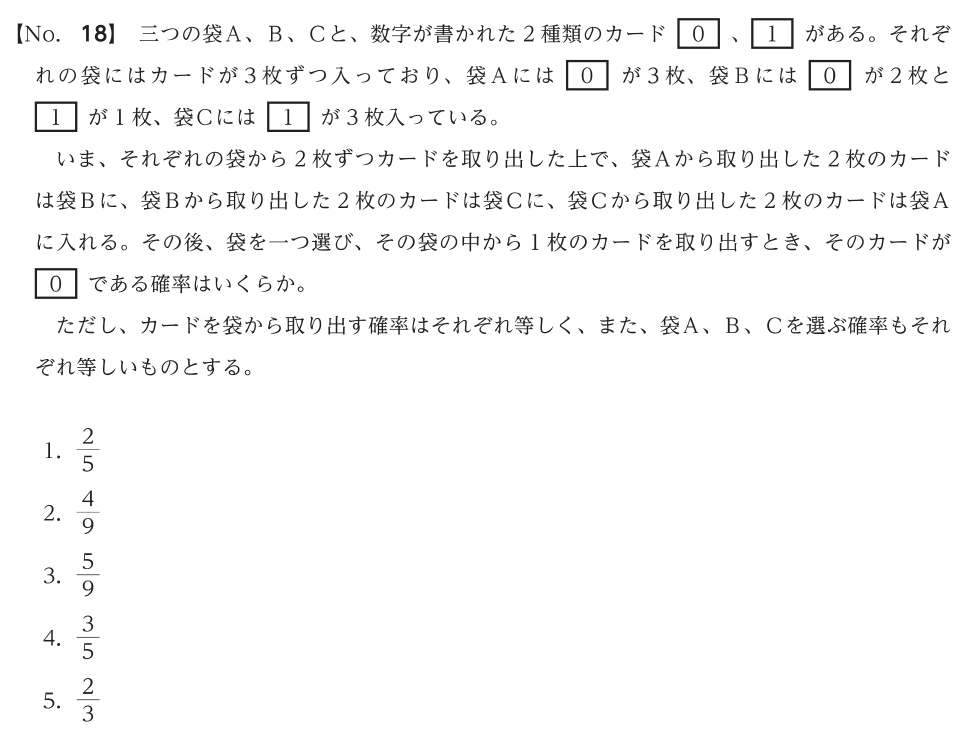 【No. 18】 三つの袋A、B、Cと、数字が書かれた2種類のカード 0 、 1 がある。それぞ
れの袋にはカードが3枚ずつ入っており、袋Aには 0 が3枚、袋Bには 0 が2枚と
1 が1枚、袋Cには 1 が3枚入っている。
いま、それぞれの袋から2枚ずつカードを取り出した上で、袋Aから取り出した2枚のカード
は袋Bに、袋Bから取り出した2枚のカードは袋Cに、袋Cから取り出した2枚のカードは袋A
に入れる。その後、袋を一つ選び、その袋の中から1枚のカードを取り出すとき、そのカードが
0 である確率はいくらか。
ただし、カードを袋から取り出す確率はそれぞれ等しく、また、袋A、B、Cを選ぶ確率もそれ
ぞれ等しいものとする。
1. 2/5
2. 4/9
3. 5/9
4. 3/5
5. 2/3